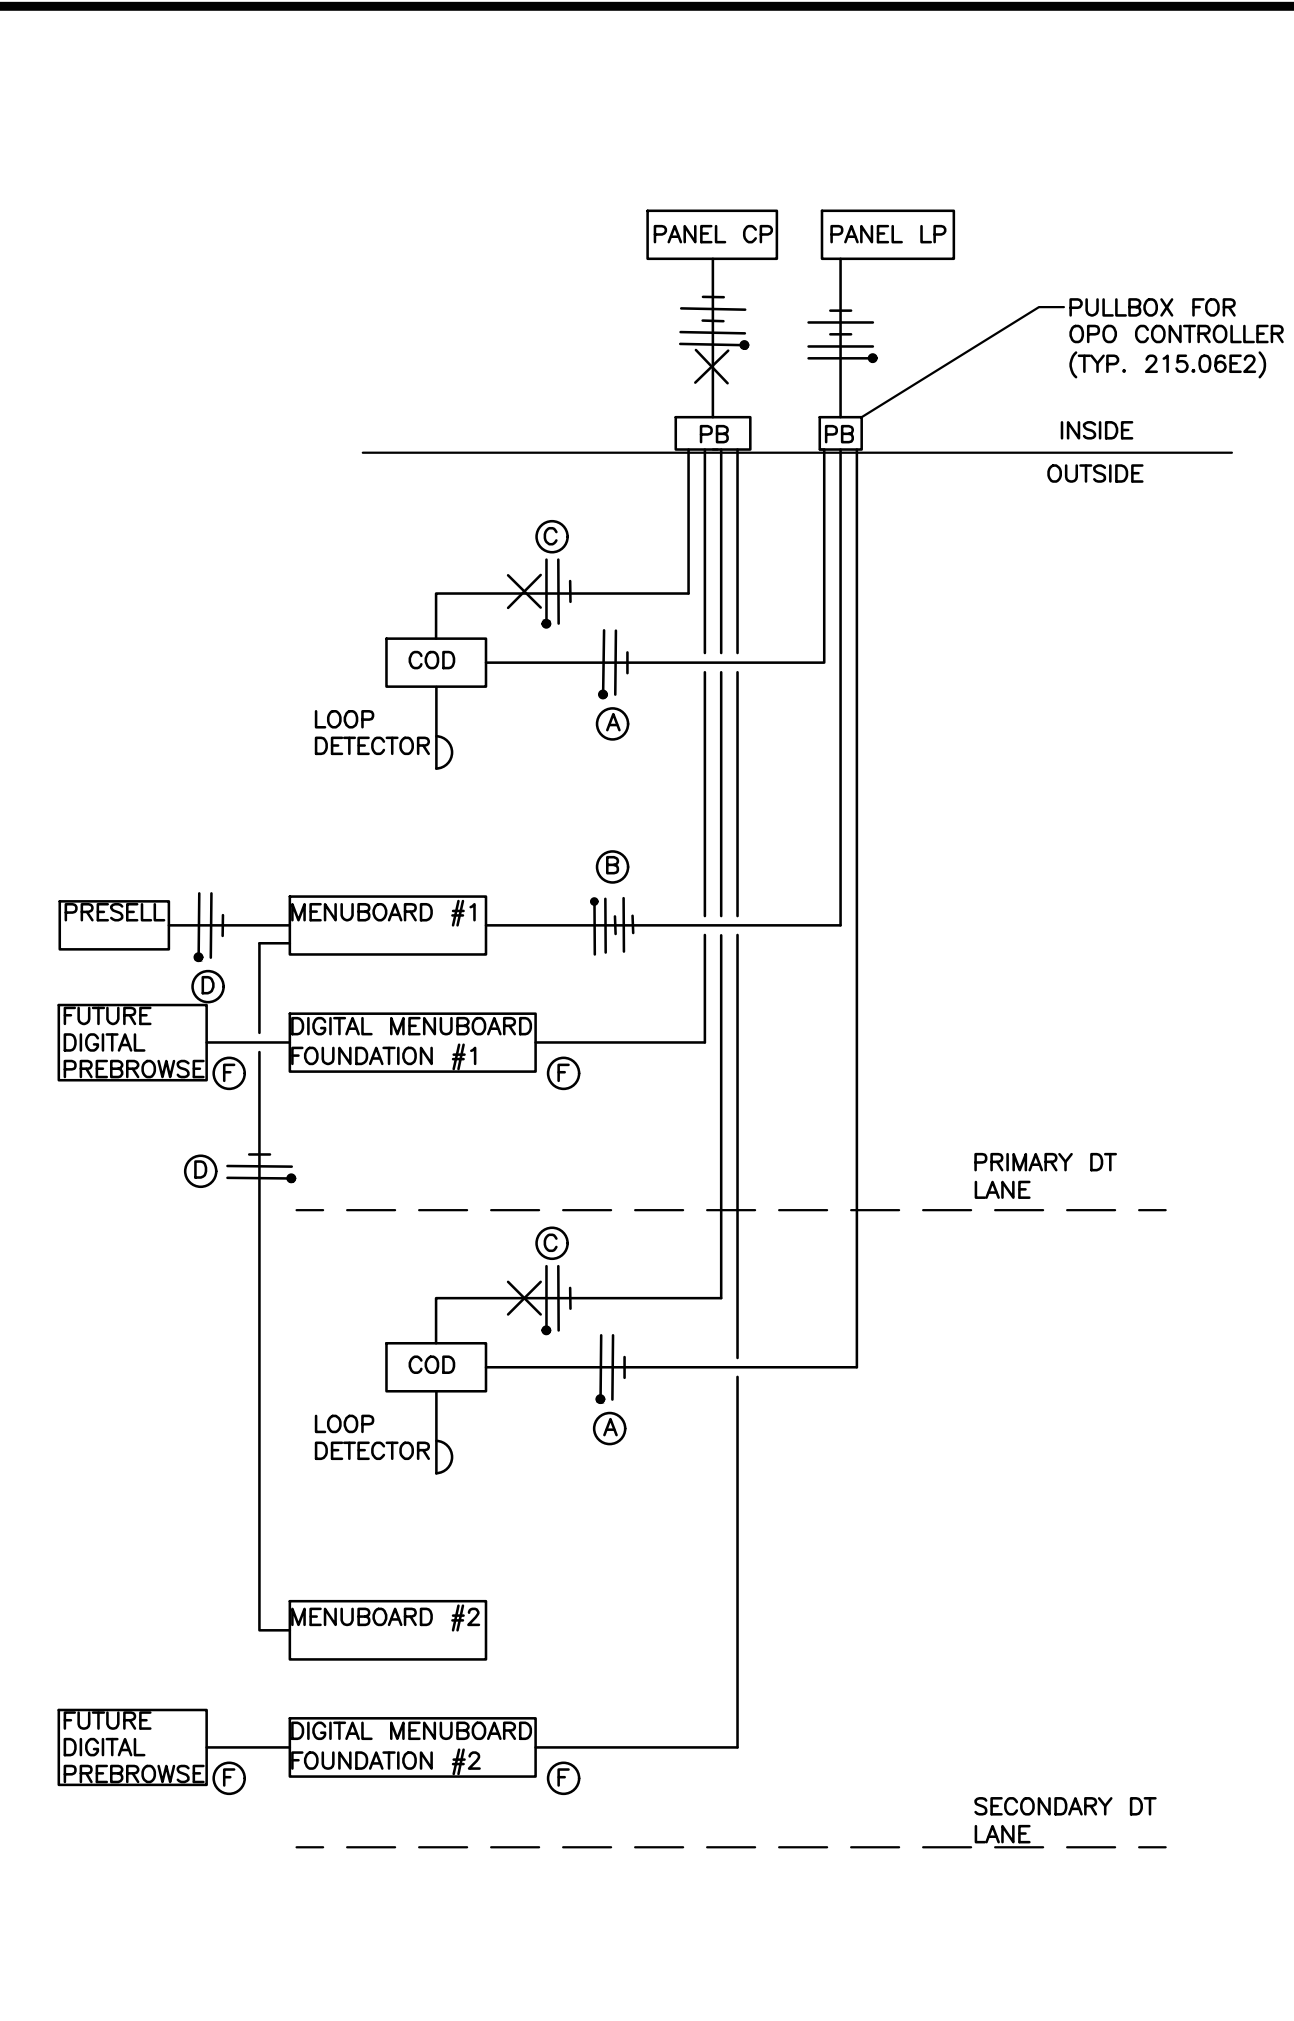 PANEL CP
PANEL LP
PULLBOX FOR
OPO CONTROLLER
(TYP. 215.06E2)
PB
PB
INSIDE
OUTSIDE
C
COD
A
LOOP
DETECTOR
B
PRESELL
MENUBOARD #1
D
FUTURE
DIGITAL
PREBROWSE
F
DIGITAL MENUBOARD
FOUNDATION #1
F
D
PRIMARY DT
LANE
C
COD
A
LOOP
DETECTOR
MENUBOARD #2
FUTURE
DIGITAL
PREBROWSE
F
DIGITAL MENUBOARD
FOUNDATION #2
F
SECONDARY DT
LANE